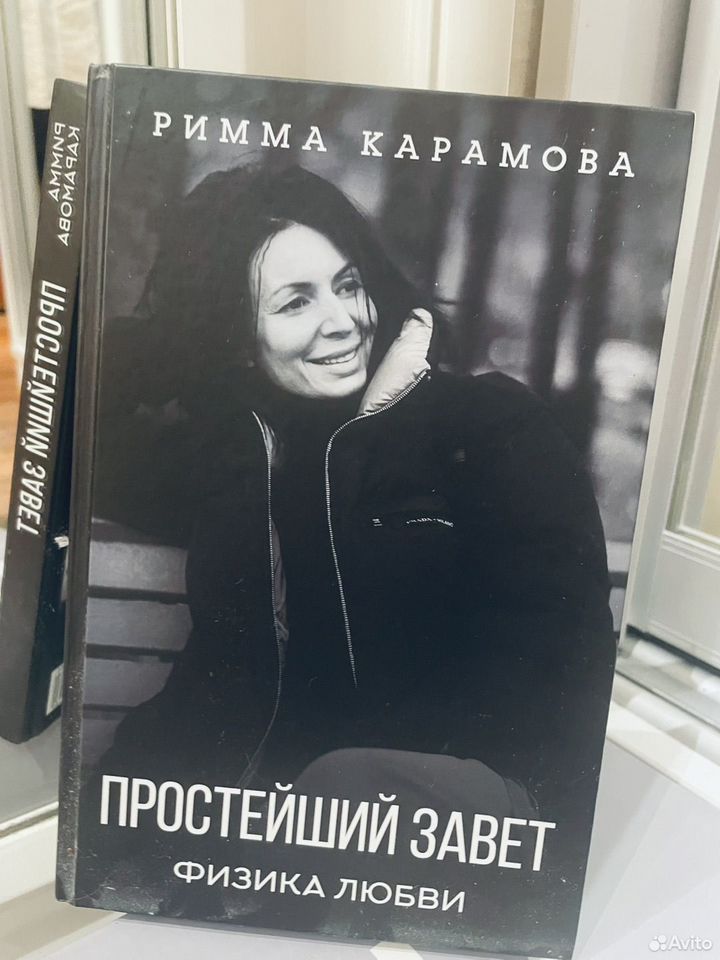 РИММА КАРАМОВА
ПРОСТЕЙШИЙ ЗАВЕТ
ФИЗИКА ЛЮБВИ
РИММА
КАРАМОВА
ПРОСТЕЙШИЙ ЗАВЕТ
Avito